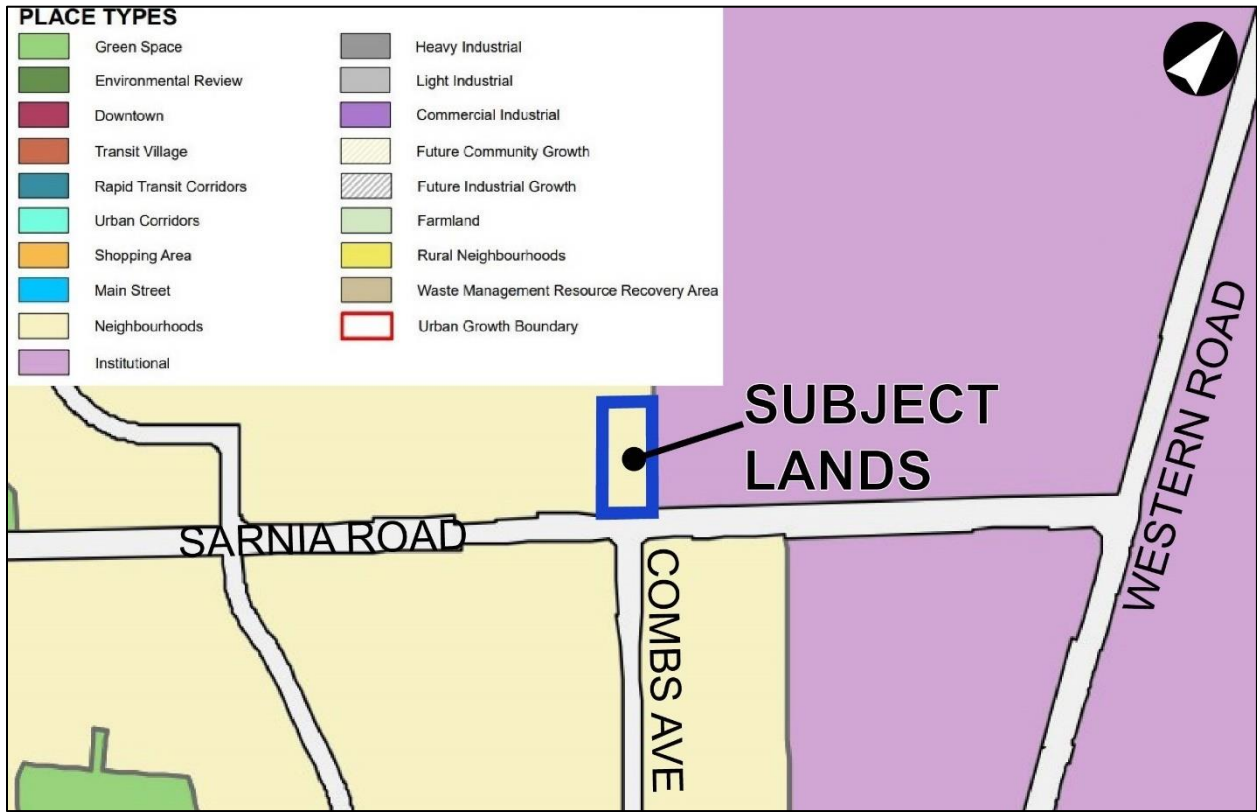 PLACE TYPES
Green Space
Environmental Review
Downtown
Transit Village
Rapid Transit Corridors
Urban Corridors
Shopping Area
Main Street
Neighbourhoods
Institutional
Heavy Industrial
Light Industrial
Commercial Industrial
Future Community Growth
Future Industrial Growth
Farmland
Rural Neighbourhoods
Waste Management Resource Recovery Area
Urban Growth Boundary
SUBJECT
LANDS
SARNIA ROAD
COMBS AVE
WESTERN ROAD